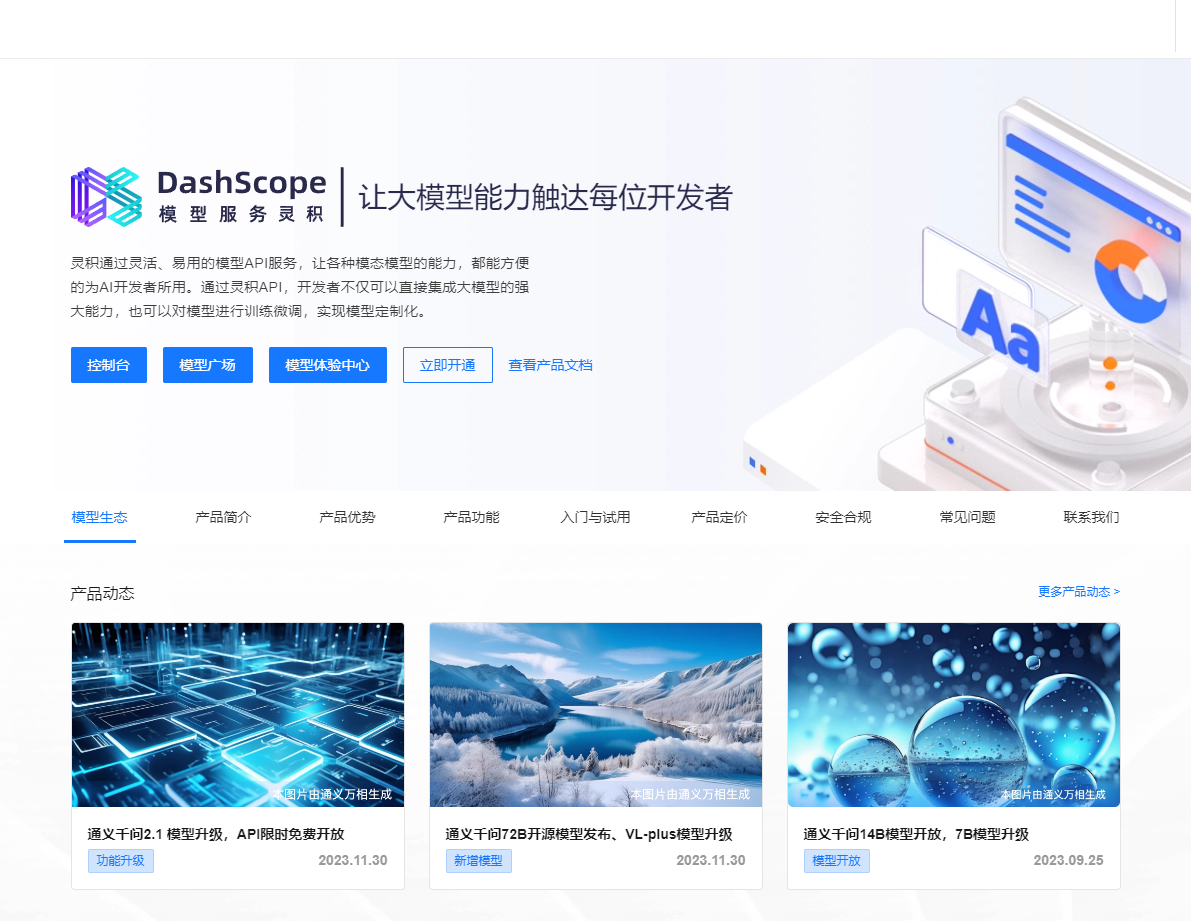 DashScope
模型服务灵积
让大模型能力触达每位开发者
灵积通过灵活、易用的模型API服务，让各种模态模型的能力，都能方便
的为AI开发者所用。通过灵积API，开发者不仅可以直接集成大模型的强
大能力，也可以对模型进行训练微调，实现模型定制化。
控制台 模型广场 模型体验中心 立即开通 查看产品文档
Aa
模型生态 产品简介 产品优势 产品功能 入门与试用 产品定价 安全合规 常见问题 联系我们
产品动态 更多产品动态 >
本图片由通义万相生成 本图片由通义万相生成 本图片由通义万相生成
通义千问2.1 模型升级，API限时免费开放
功能升级 2023.11.30
通义千问72B开源模型发布、VL-plus模型升级
新增模型 2023.11.30
通义千问14B模型开放，7B模型升级
模型开放 2023.09.25